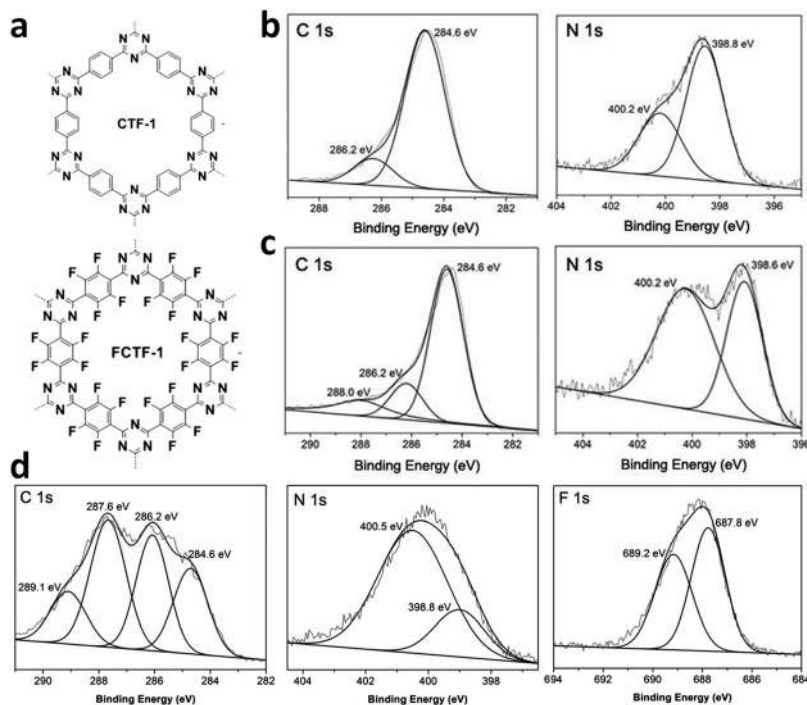 a
N N N N N
N N N N N N
N N
N N
N N
CTF-1
N N
N N
N N
N N N N N N
N N N N N
F F F F
F F F F
F F F F
FCTF-1
F F F F
F F F F
F F F F
b
C 1s
284.6 eV
286.2 eV
288 286 284 282
Binding Energy (eV)
N 1s
398.8 eV
400.2 eV
404 402 400 398 396
Binding Energy (eV)
c
C 1s
284.6 eV
286.2 eV
288.0 eV
290 288 286 284 282
Binding Energy (eV)
N 1s
398.6 eV
400.2 eV
404 402 400 398 396
Binding Energy (eV)
d
C 1s
287.6 eV
286.2 eV
284.6 eV
289.1 eV
290 288 286 284 282
Binding Energy (eV)
N 1s
400.5 eV
398.8 eV
404 402 400 398
Binding Energy (eV)
F 1s
687.8 eV
689.2 eV
694 692 690 688 686 684
Binding Energy (eV)